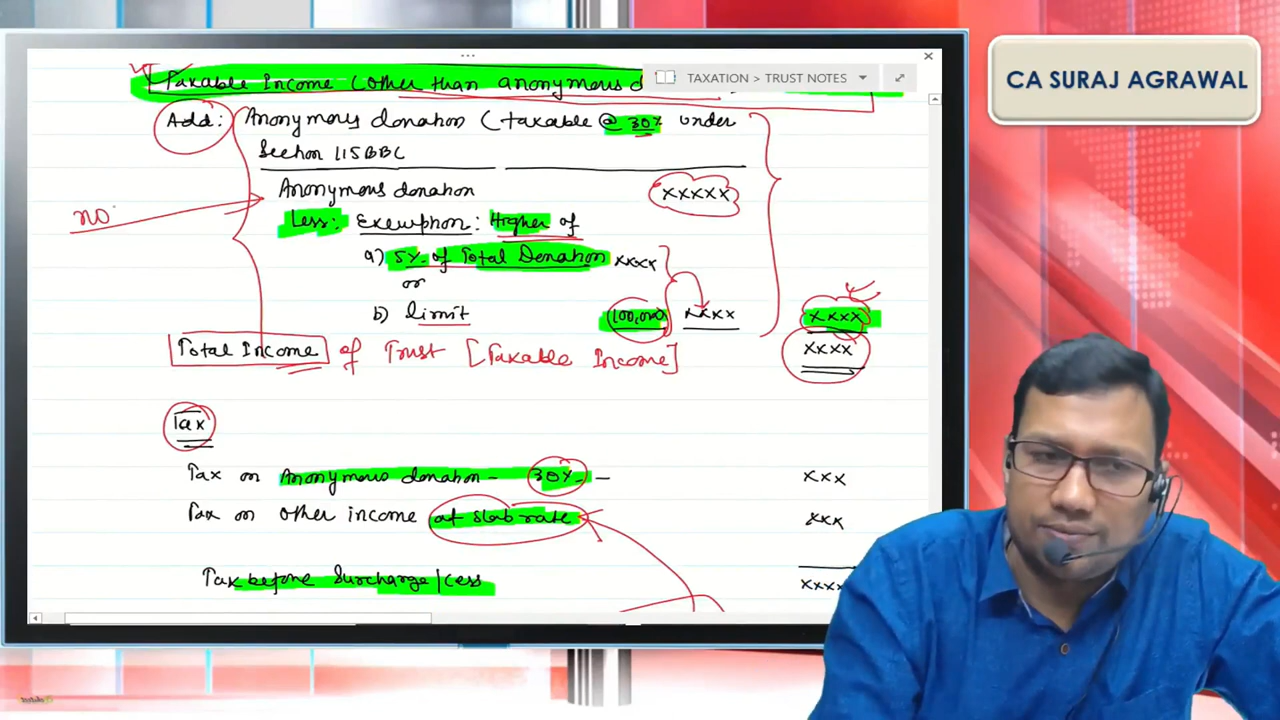 CA SURAJ AGRAWAL
TAXATION > TRUST NOTES
Taxable Income (other than anonymous d
Add: Anonymous donation (taxable @ 30% under
Section 115BBC
Anonymous donation xxxxx
no
Less: Exemption: Higher of
a) 5% of Total Donation xxxx
or
b) limit 100,000 xxxx xxxx
Total Income of Trust [Taxable Income] xxxx
Tax
Tax on Anonymous donation - 30% - xxx
Tax on other income at slab rate xxx
Tax before Surcharge/Cess xxxx